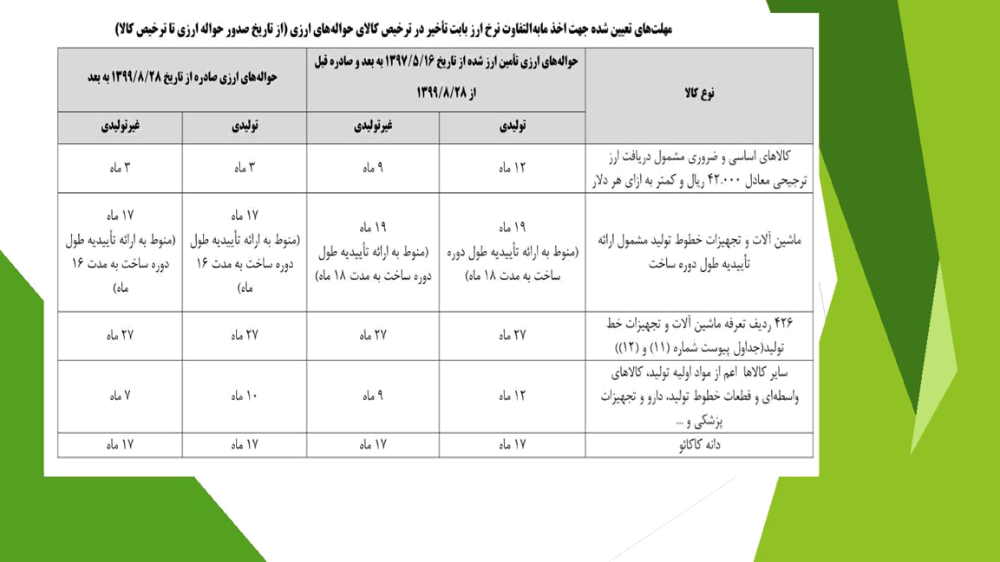 مهلت‌های تعیین شده جهت اخذ مابه‌التفاوت نرخ ارز بابت تأخیر در ترخیص کالای حواله‌های ارزی (از تاریخ صدور حواله ارزی تا ترخیص کالا)
نوع کالا
حواله‌های ارزی تأمین ارز شده از تاریخ ۱۳۹۷/۵/۱۶ به بعد و صادره قبل
از ۱۳۹۹/۸/۲۸
حواله‌های ارزی صادره از تاریخ ۱۳۹۹/۸/۲۸ به بعد
تولیدی
غیرتولیدی
تولیدی
غیرتولیدی
کالاهای اساسی و ضروری مشمول دریافت ارز
ترجیحی معادل ۴۲.۰۰۰ ریال و کمتر به ازای هر دلار
۱۲ ماه
۹ ماه
۳ ماه
۳ ماه
ماشین آلات و تجهیزات خطوط تولید مشمول ارائه
تأییدیه طول دوره ساخت
۱۹ ماه
(منوط به ارائه تأییدیه طول دوره
ساخت به مدت ۱۸ ماه)
۱۹ ماه
(منوط به ارائه تأییدیه طول
دوره ساخت به مدت ۱۸ ماه)
۱۷ ماه
(منوط به ارائه تأییدیه طول
دوره ساخت به مدت ۱۶
ماه)
۱۷ ماه
(منوط به ارائه تأییدیه طول
دوره ساخت به مدت ۱۶
ماه)
۴۲۶ ردیف تعرفه ماشین آلات و تجهیزات خط
تولید(جداول پیوست شماره (۱۱) و (۱۲))
۲۷ ماه
۲۷ ماه
۲۷ ماه
۲۷ ماه
سایر کالاها اعم از مواد اولیه تولید، کالاهای
واسطه‌ای و قطعات خطوط تولید، دارو و تجهیزات
پزشکی و ...
۱۲ ماه
۹ ماه
۱۰ ماه
۷ ماه
دانه کاکائو
۱۷ ماه
۱۷ ماه
۱۷ ماه
۱۷ ماه